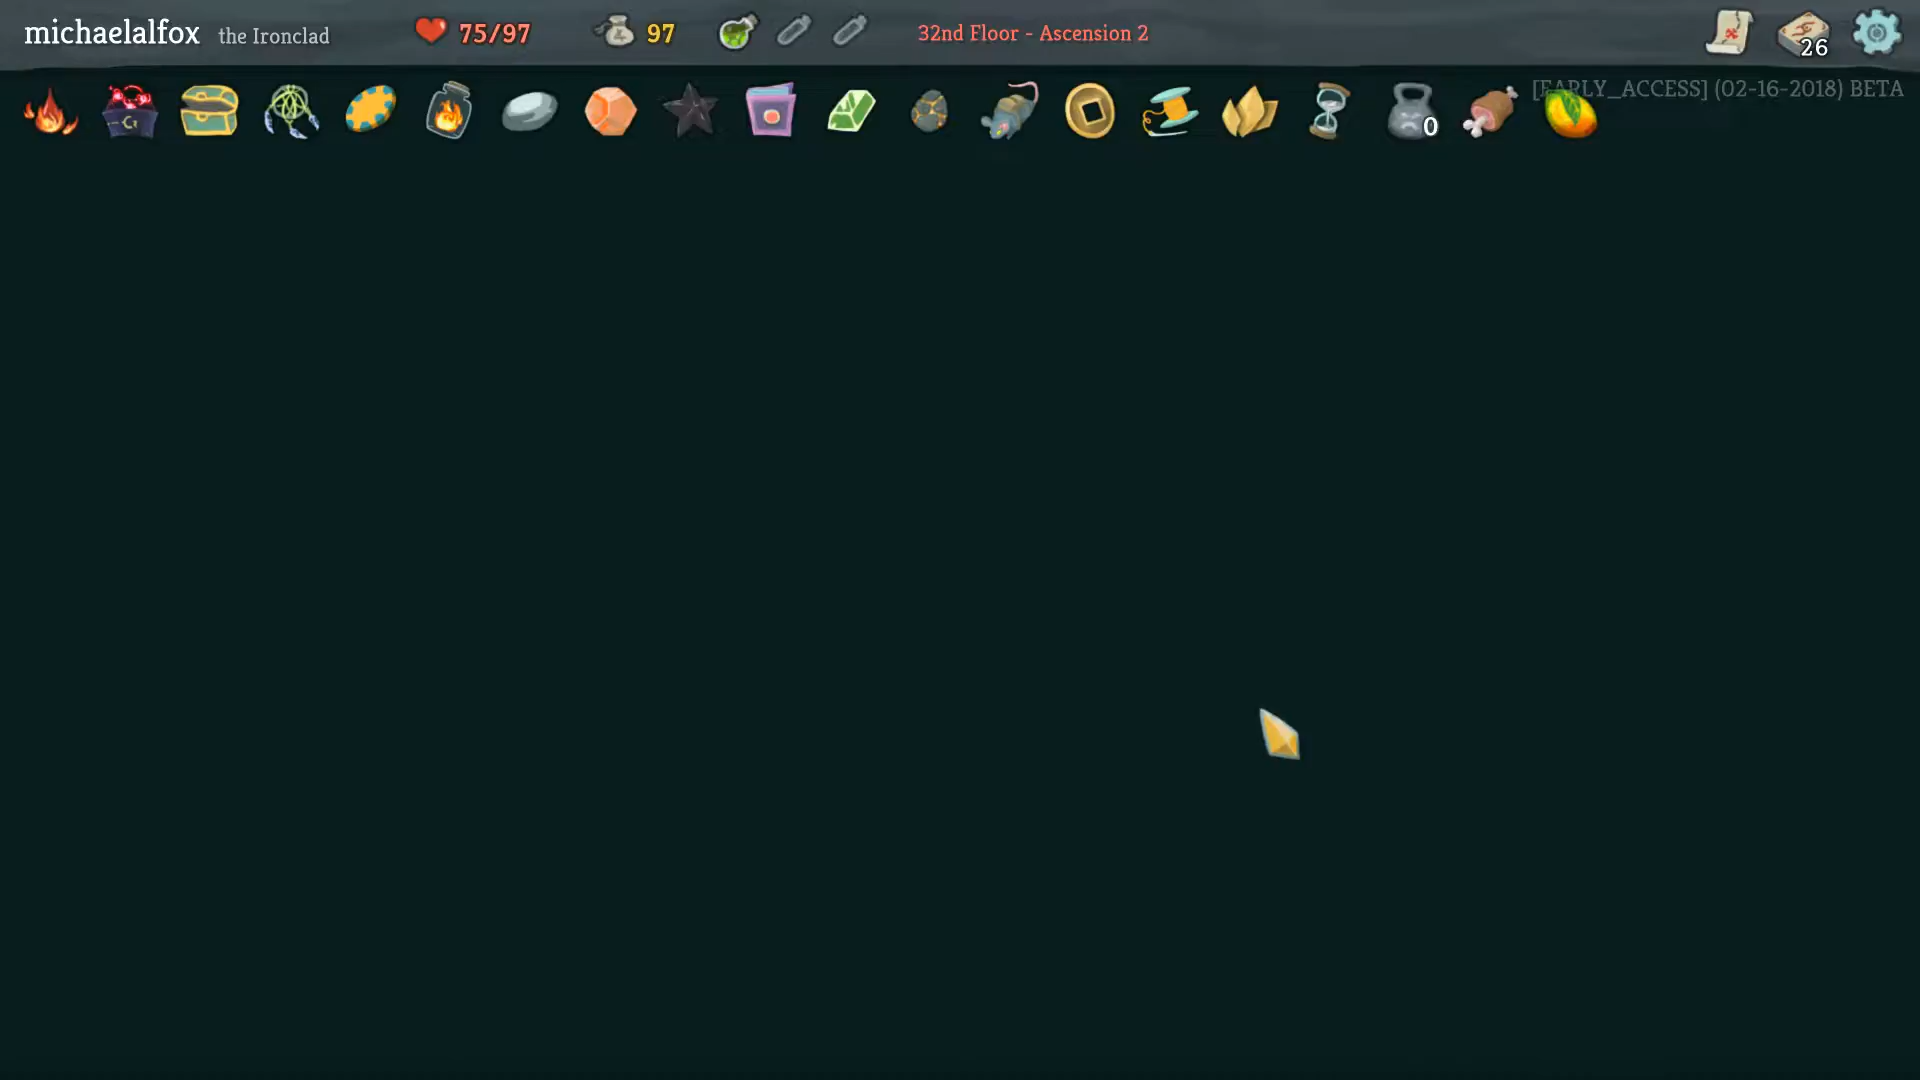 michaelalfox the Ironclad 75/97 97 32nd Floor - Ascension 2 26
[EARLY_ACCESS] (02-16-2018) BETA
0